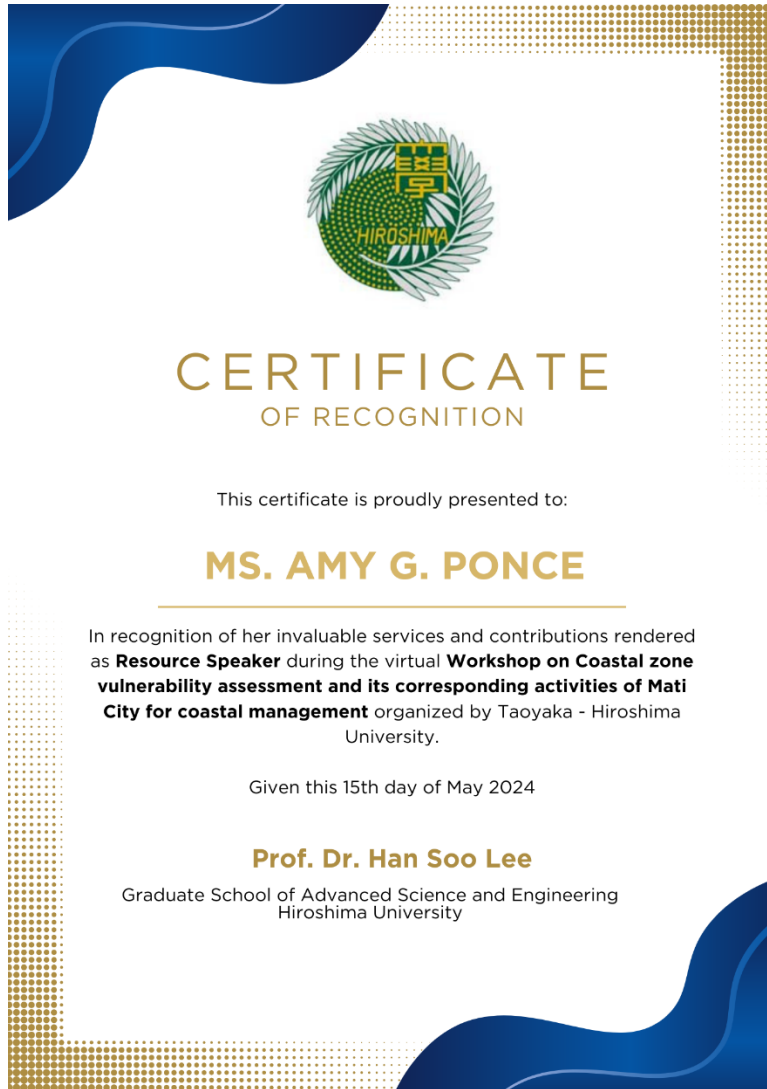 學
HIROSHIMA
CERTIFICATE
OF RECOGNITION
This certificate is proudly presented to:
MS. AMY G. PONCE
In recognition of her invaluable services and contributions rendered
as Resource Speaker during the virtual Workshop on Coastal zone
vulnerability assessment and its corresponding activities of Mati
City for coastal management organized by Taoyaka - Hiroshima
University.
Given this 15th day of May 2024
Prof. Dr. Han Soo Lee
Graduate School of Advanced Science and Engineering
Hiroshima University